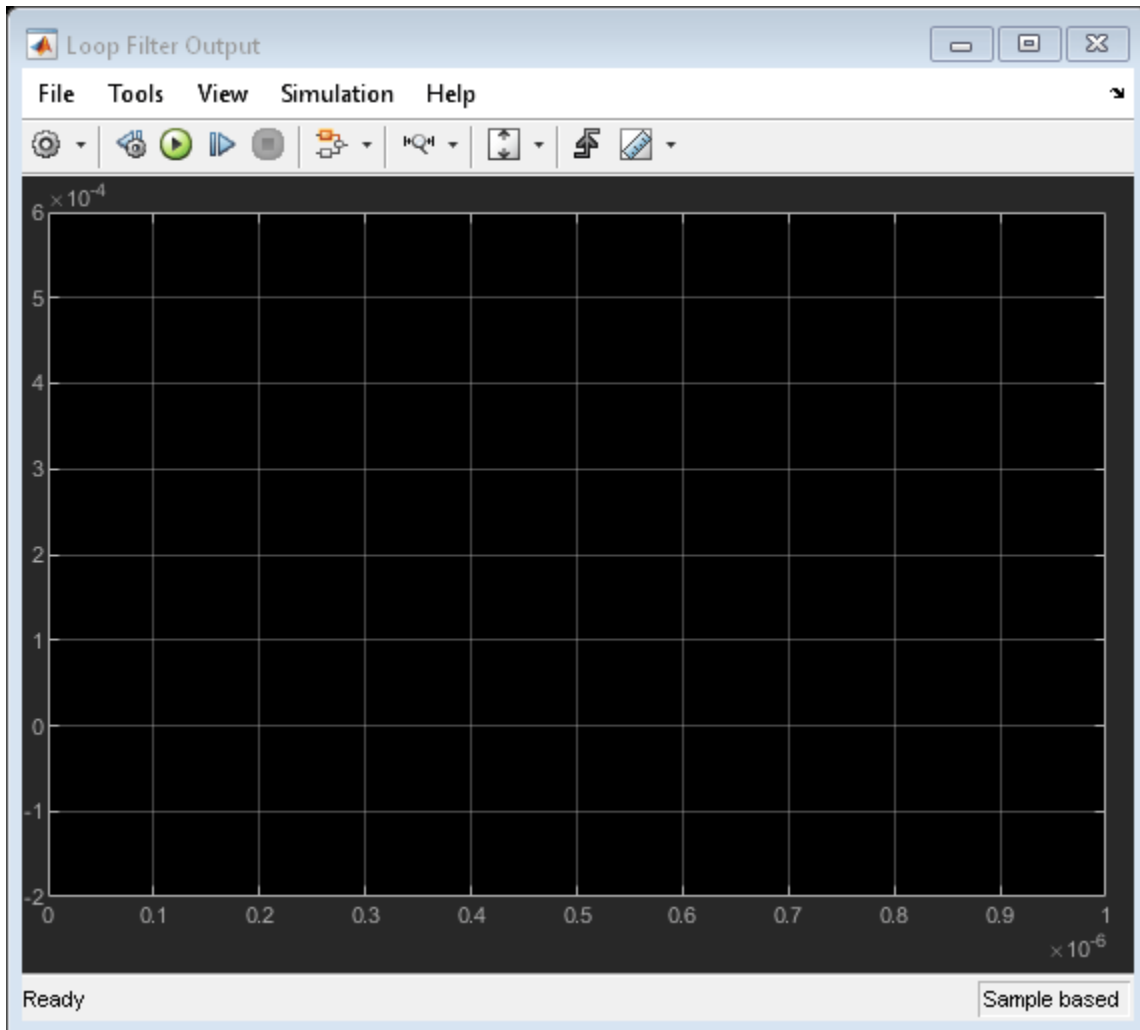 Loop Filter Output
File Tools View Simulation Help
×10⁻⁴
6
5
4
3
2
1
0
-1
-2
0 0.1 0.2 0.3 0.4 0.5 0.6 0.7 0.8 0.9 1
×10⁻⁶
Ready Sample based